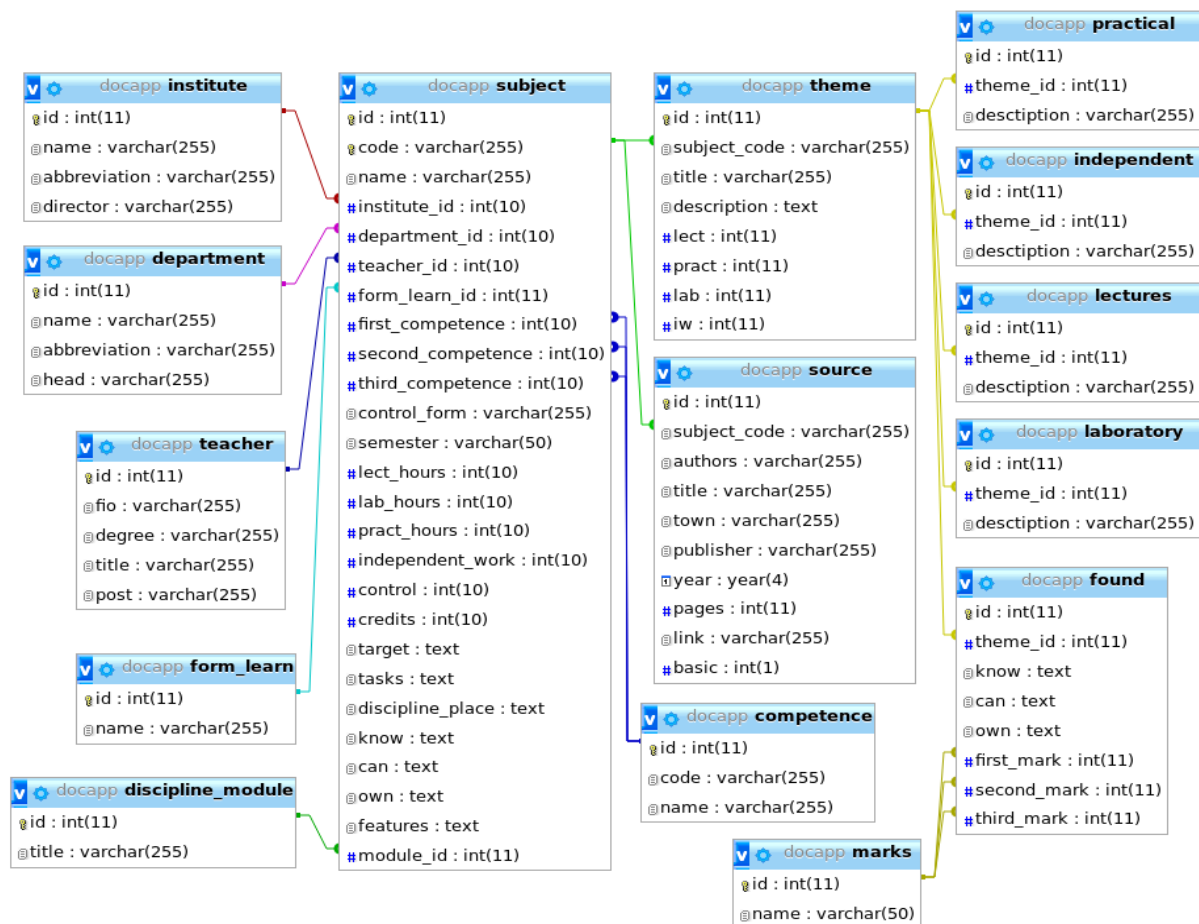 docapp institute
id : int(11)
name : varchar(255)
abbreviation : varchar(255)
director : varchar(255)
docapp department
id : int(11)
name : varchar(255)
abbreviation : varchar(255)
head : varchar(255)
docapp teacher
id : int(11)
fio : varchar(255)
degree : varchar(255)
title : varchar(255)
post : varchar(255)
docapp form_learn
id : int(11)
name : varchar(255)
docapp discipline_module
id : int(11)
title : varchar(255)
docapp subject
id : int(11)
code : varchar(255)
name : varchar(255)
#institute_id : int(10)
#department_id : int(10)
#teacher_id : int(10)
#form_learn_id : int(11)
#first_competence : int(10)
#second_competence : int(10)
#third_competence : int(10)
control_form : varchar(255)
semester : varchar(50)
#lect_hours : int(10)
#lab_hours : int(10)
#pract_hours : int(10)
#independent_work : int(10)
#control : int(10)
#credits : int(10)
target : text
tasks : text
discipline_place : text
know : text
can : text
own : text
features : text
#module_id : int(11)
docapp theme
id : int(11)
subject_code : varchar(255)
title : varchar(255)
description : text
#lect : int(11)
#pract : int(11)
#lab : int(11)
#iw : int(11)
docapp source
id : int(11)
subject_code : varchar(255)
authors : varchar(255)
title : varchar(255)
town : varchar(255)
publisher : varchar(255)
year : year(4)
#pages : int(11)
link : varchar(255)
#basic : int(1)
docapp competence
id : int(11)
code : varchar(255)
name : varchar(255)
docapp marks
id : int(11)
name : varchar(50)
docapp practical
id : int(11)
#theme_id : int(11)
desctiption : varchar(255)
docapp independent
id : int(11)
#theme_id : int(11)
desctiption : varchar(255)
docapp lectures
id : int(11)
#theme_id : int(11)
desctiption : varchar(255)
docapp laboratory
id : int(11)
#theme_id : int(11)
desctiption : varchar(255)
docapp found
id : int(11)
#theme_id : int(11)
know : text
can : text
own : text
#first_mark : int(11)
#second_mark : int(11)
#third_mark : int(11)